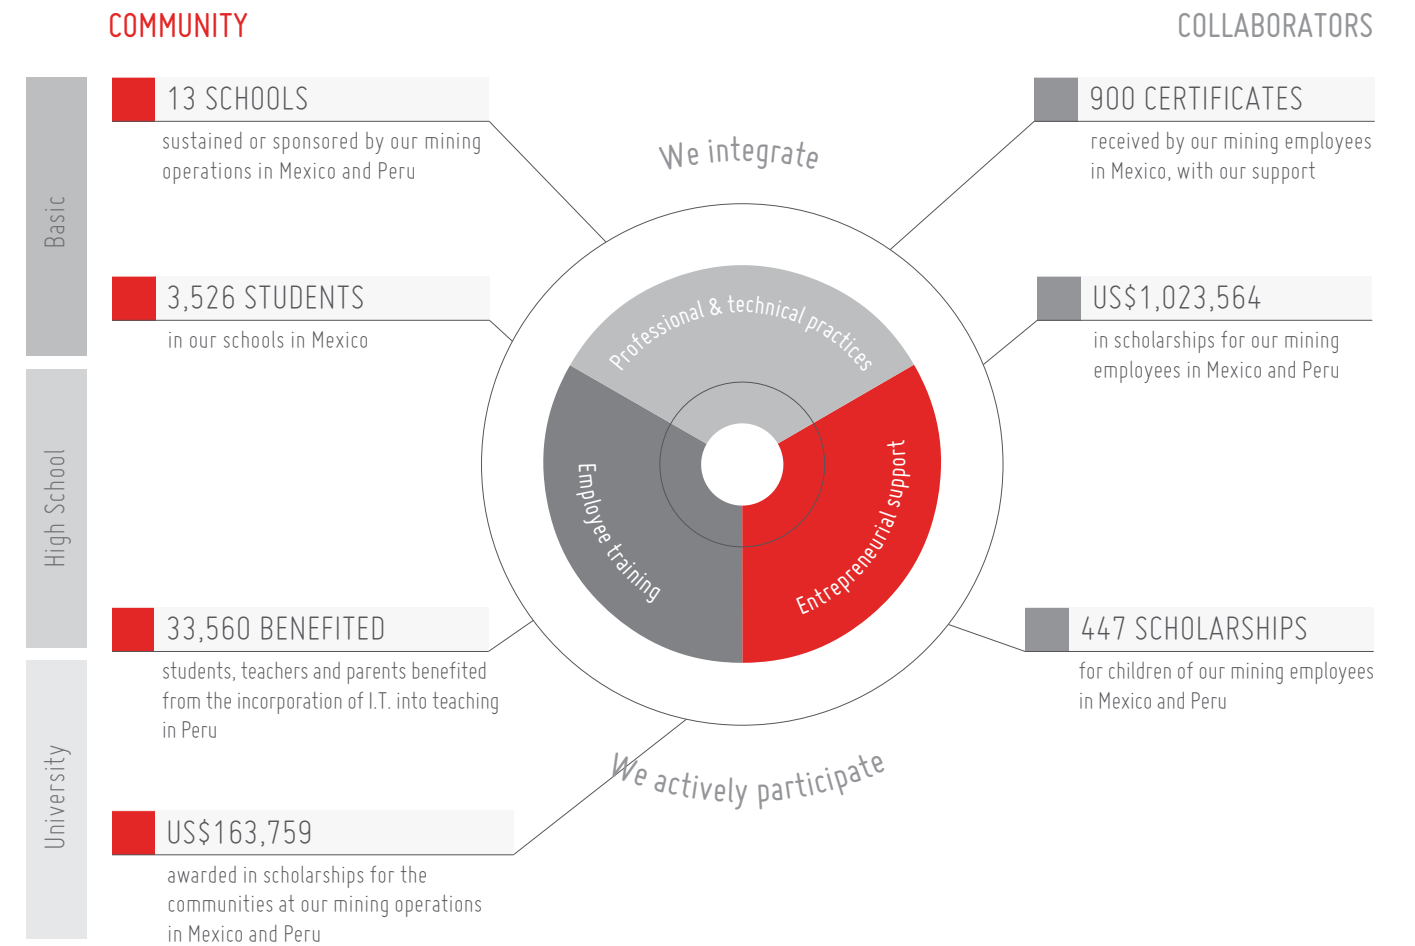 COMMUNITY
COLLABORATORS
Basic
High School
University
13 SCHOOLS
sustained or sponsored by our mining
operations in Mexico and Peru
3,526 STUDENTS
in our schools in Mexico
33,560 BENEFITED
students, teachers and parents benefited
from the incorporation of I.T. into teaching
in Peru
US$163,759
awarded in scholarships for the
communities at our mining operations
in Mexico and Peru
We integrate
Professional & technical practices
Employee training
Entrepreneurial support
We actively participate
900 CERTIFICATES
received by our mining employees
in Mexico, with our support
US$1,023,564
in scholarships for our mining
employees in Mexico and Peru
447 SCHOLARSHIPS
for children of our mining employees
in Mexico and Peru